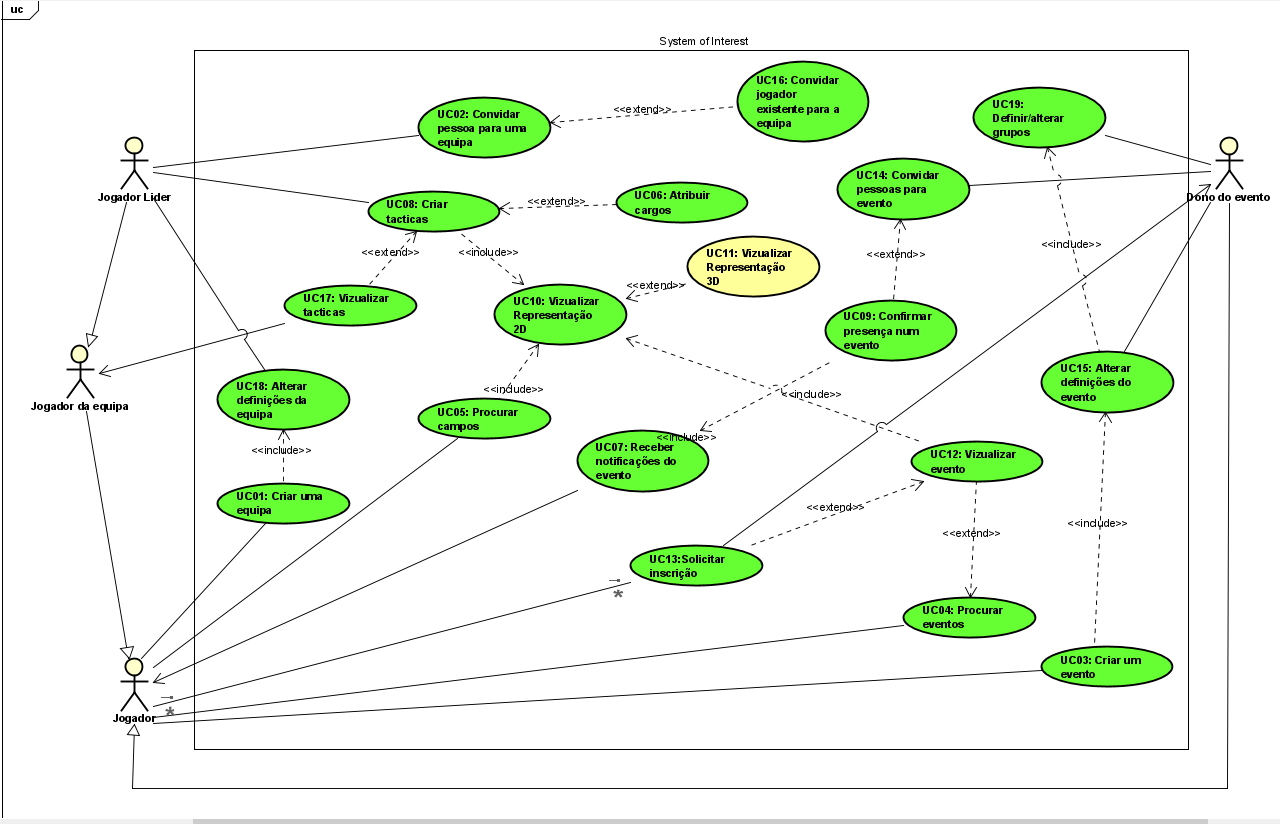 uc
System of Interest
UC16: Convidar
jogador
existente para a
equipa
UC02: Convidar
pessoa para uma
equipa
<<extend>>
UC19:
Definir/alterar
grupos
Jogador Lider
UC14: Convidar
pessoas para
evento
Dono do evento
UC08: Criar
tacticas
<<extend>>
UC06: Atribuir
cargos
<<extend>>
<<include>>
UC11: Vizualizar
Representação
3D
<<extend>>
<<include>>
<<extend>>
UC17: Vizualizar
tacticas
UC10: Vizualizar
Representação
2D
UC09: Confirmar
presença num
evento
Jogador da equipa
UC18: Alterar
definições da
equipa
UC05: Procurar
campos
<<include>>
<<include>>
UC15: Alterar
definições do
evento
<<include>>
<<include>>
UC07: Receber
notificações do
evento
UC12: Vizualizar
evento
UC01: Criar uma
equipa
<<extend>>
<<extend>>
<<include>>
UC13:Solicitar
inscrição
*
UC04: Procurar
eventos
UC03: Criar um
evento
*
Jogador